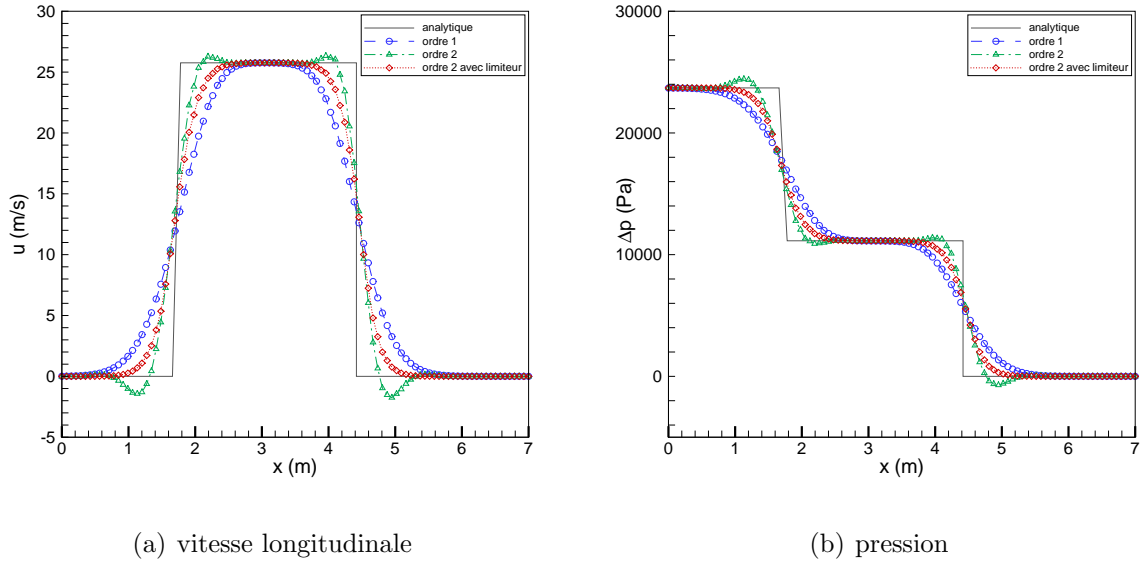 30
25
20
15
10
5
0
-5
u (m/s)
0 1 2 3 4 5 6 7
x (m)
analytique
ordre 1
ordre 2
ordre 2 avec limiteur
(a) vitesse longitudinale
30000
20000
10000
0
Δp (Pa)
0 1 2 3 4 5 6 7
x (m)
analytique
ordre 1
ordre 2
ordre 2 avec limiteur
(b) pression